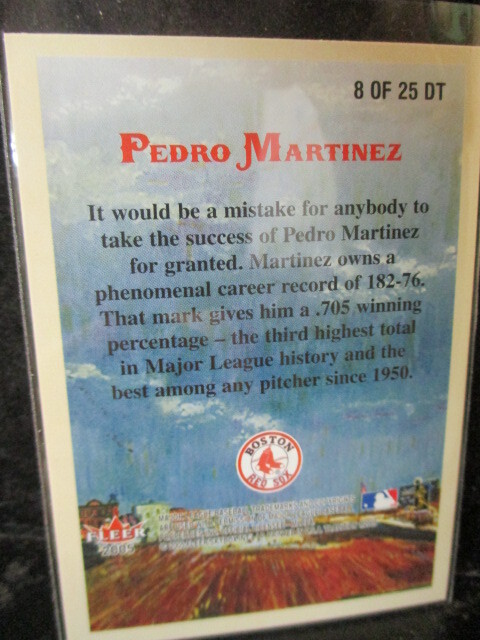 8 OF 25 DT
PEDRO MARTINEZ
It would be a mistake for anybody to
take the success of Pedro Martinez
for granted. Martinez owns a
phenomenal career record of 182-76.
That mark gives him a .705 winning
percentage – the third highest total
in Major League history and the
best among any pitcher since 1950.
BOSTON
RED SOX
FLEER
2005